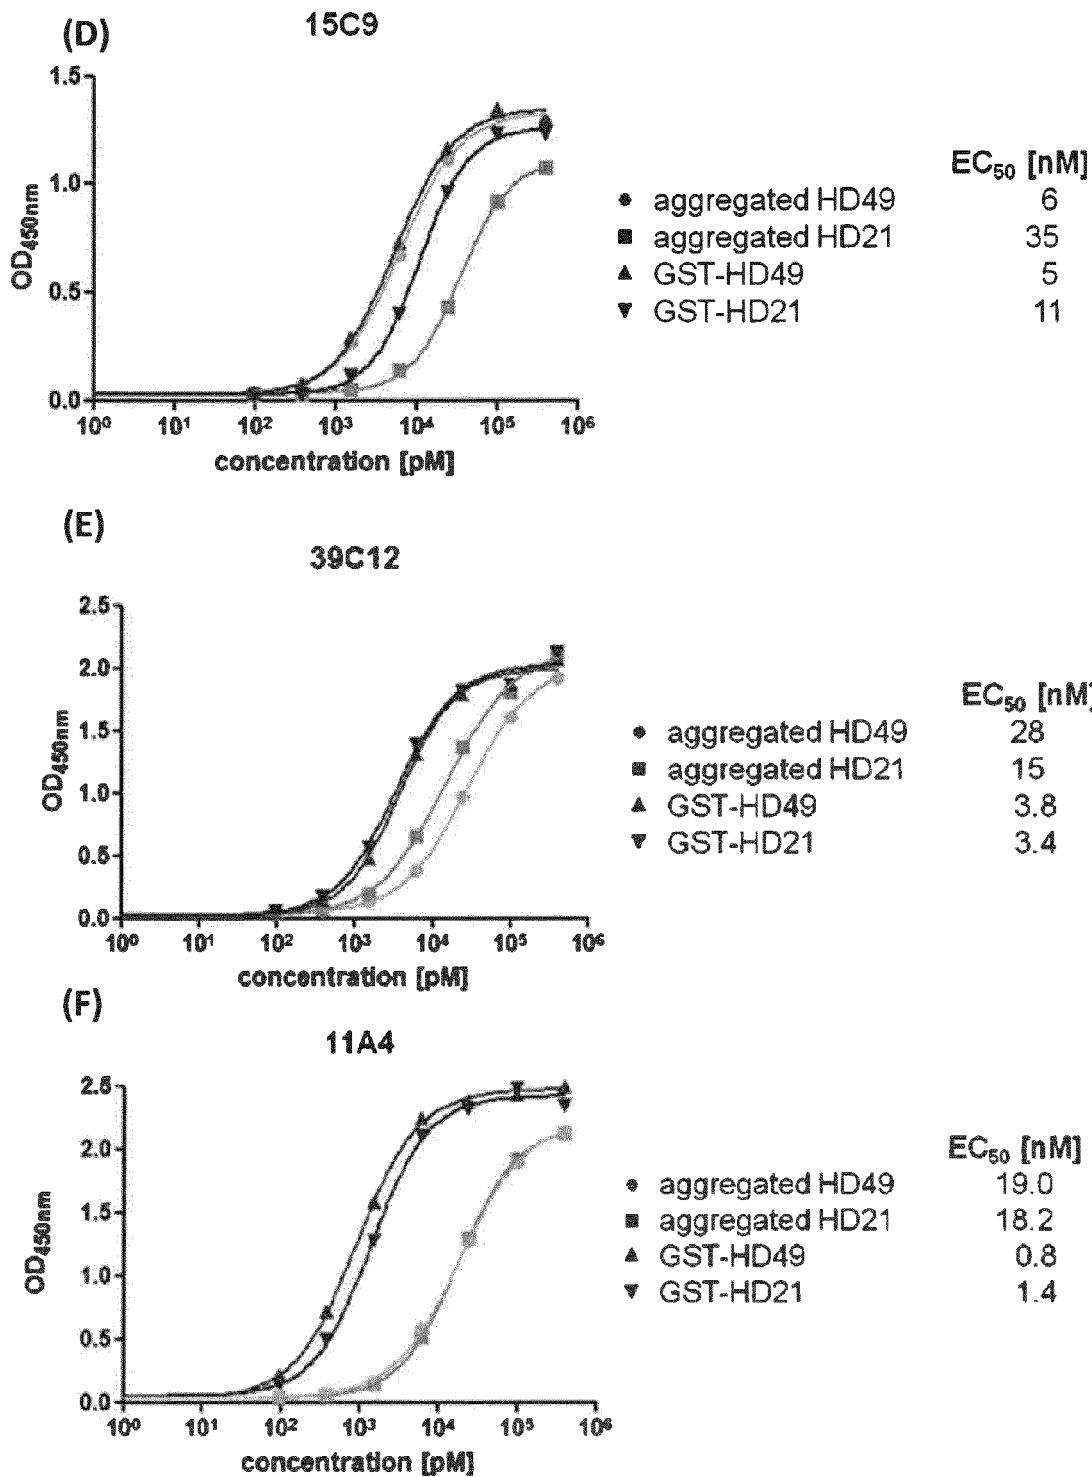 (D)
15C9
1.5
1.0
0.5
0.0
OD450nm
10⁰ 10¹ 10² 10³ 10⁴ 10⁵ 10⁶
concentration [pM]
EC50 [nM]
aggregated HD49 6
aggregated HD21 35
GST-HD49 5
GST-HD21 11
(E)
39C12
2.5
2.0
1.5
1.0
0.5
0.0
OD450nm
10⁰ 10¹ 10² 10³ 10⁴ 10⁵ 10⁶
concentration [pM]
EC50 [nM]
aggregated HD49 28
aggregated HD21 15
GST-HD49 3.8
GST-HD21 3.4
(F)
11A4
2.5
2.0
1.5
1.0
0.5
0.0
OD450nm
10⁰ 10¹ 10² 10³ 10⁴ 10⁵ 10⁶
concentration [pM]
EC50 [nM]
aggregated HD49 19.0
aggregated HD21 18.2
GST-HD49 0.8
GST-HD21 1.4